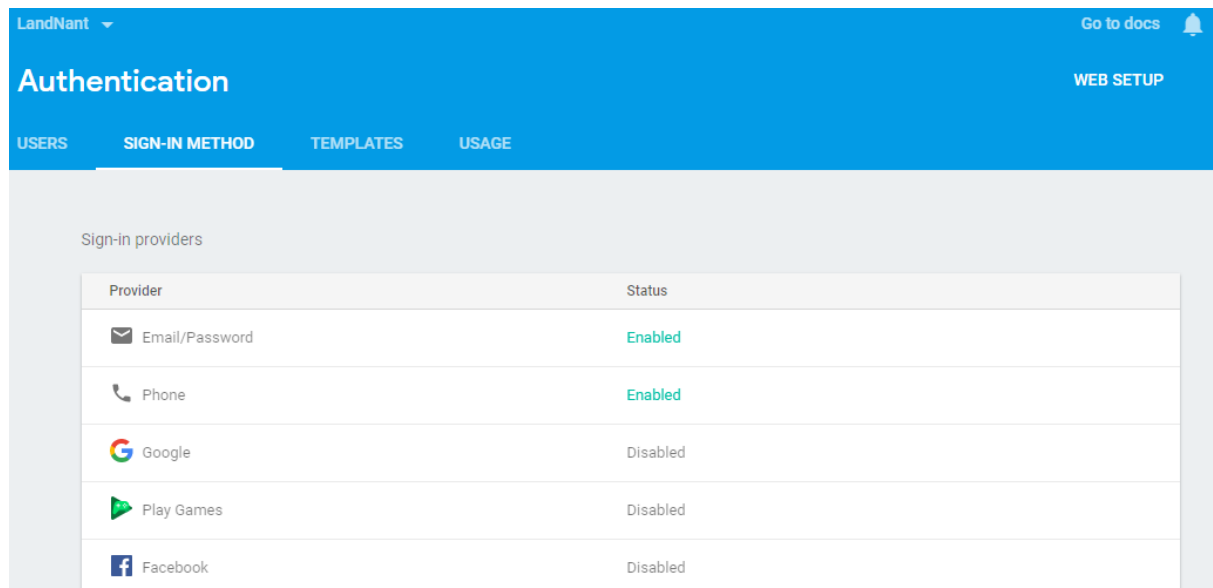 LandNant Go to docs
Authentication WEB SETUP
USERS SIGN-IN METHOD TEMPLATES USAGE
Sign-in providers
Provider Status
Email/Password Enabled
Phone Enabled
Google Disabled
Play Games Disabled
Facebook Disabled